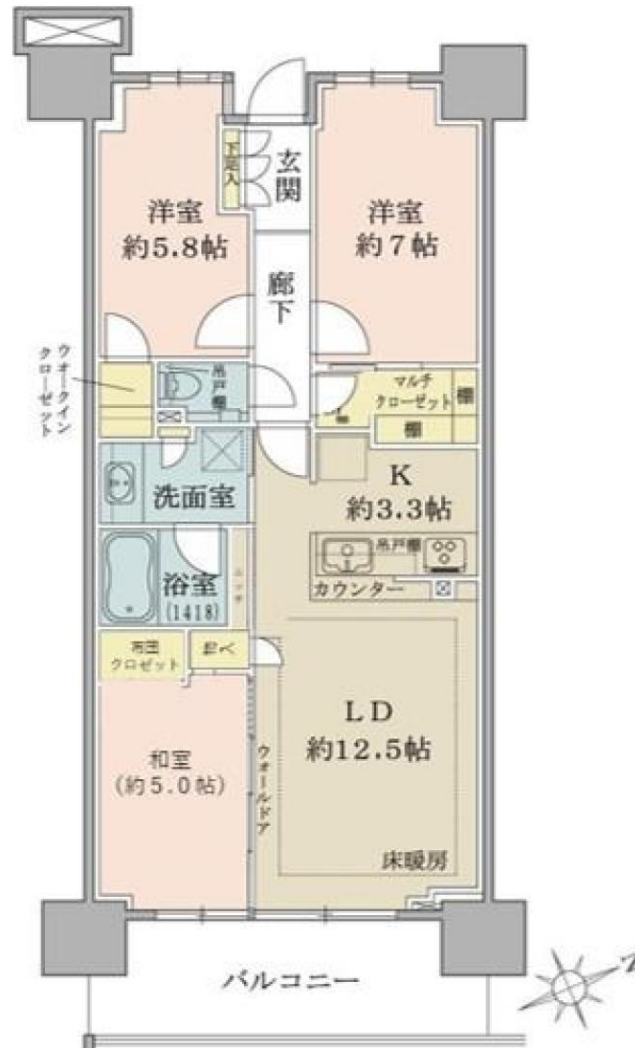 下足入
玄関
洋室
約5.8帖
洋室
約7帖
廊下
ウォークイン
クローゼット
吊戸棚
マルチ
クローゼット
棚
棚
棚
洗面室
K
約3.3帖
吊戸棚
カウンター
浴室
(1418)
ニッチ
布団
クロゼット
LD
約12.5帖
和室
(約5.0帖)
ウォールドア
床暖房
バルコニー
N